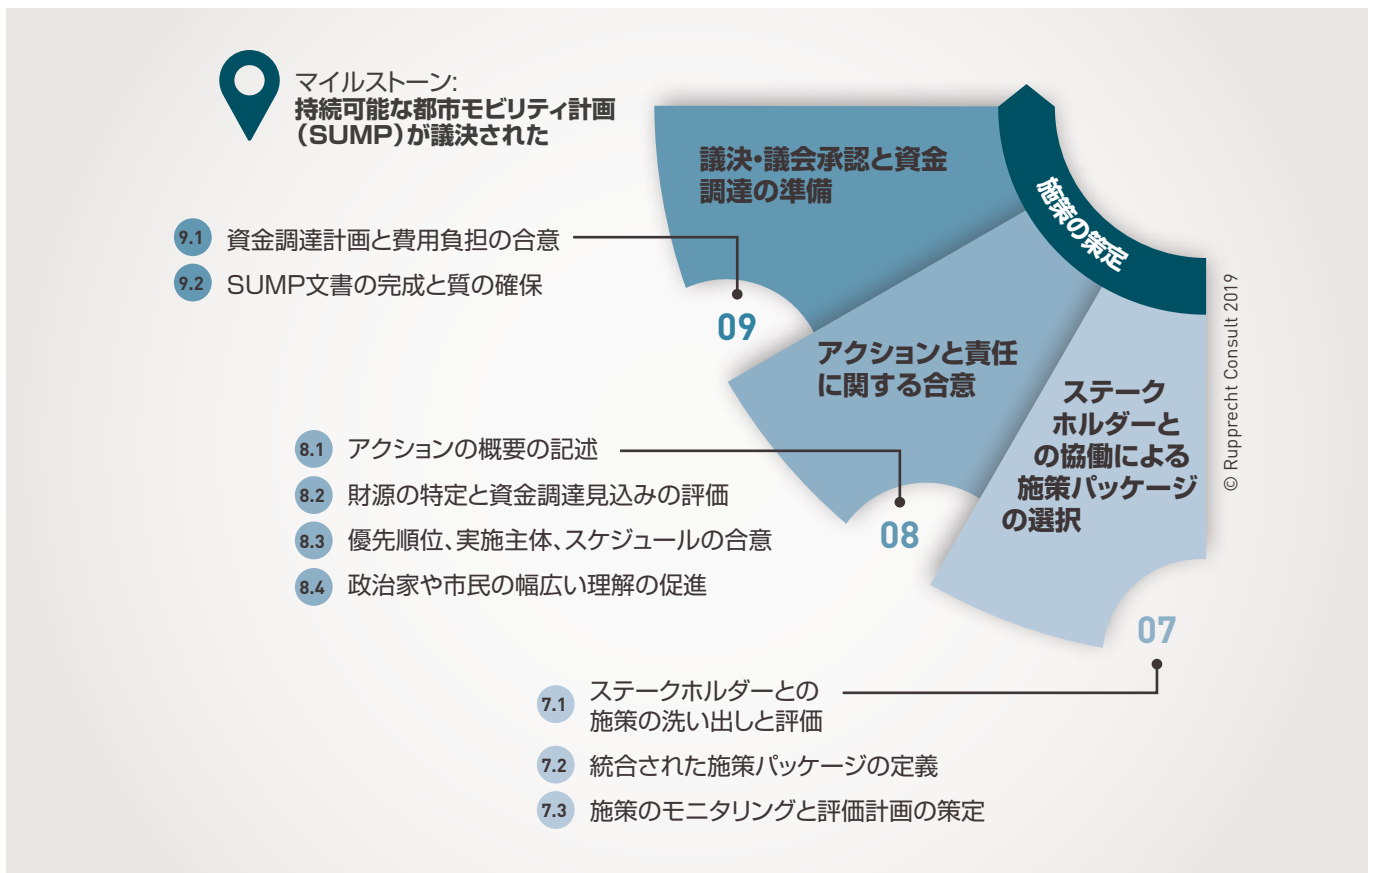 マイルストーン:
持続可能な都市モビリティ計画
（SUMP）が議決された
議決・議会承認と資金
調達の準備
施策の策定
9.1 資金調達計画と費用負担の合意
9.2 SUMP文書の完成と質の確保
09
アクションと責任
に関する合意
8.1 アクションの概要の記述
8.2 財源の特定と資金調達見込みの評価
8.3 優先順位、実施主体、スケジュールの合意
8.4 政治家や市民の幅広い理解の促進
08
ステーク
ホルダーと
の協働による
施策パッケージ
の選択
07
7.1 ステークホルダーとの
施策の洗い出しと評価
7.2 統合された施策パッケージの定義
7.3 施策のモニタリングと評価計画の策定
© Rupprecht Consult 2019